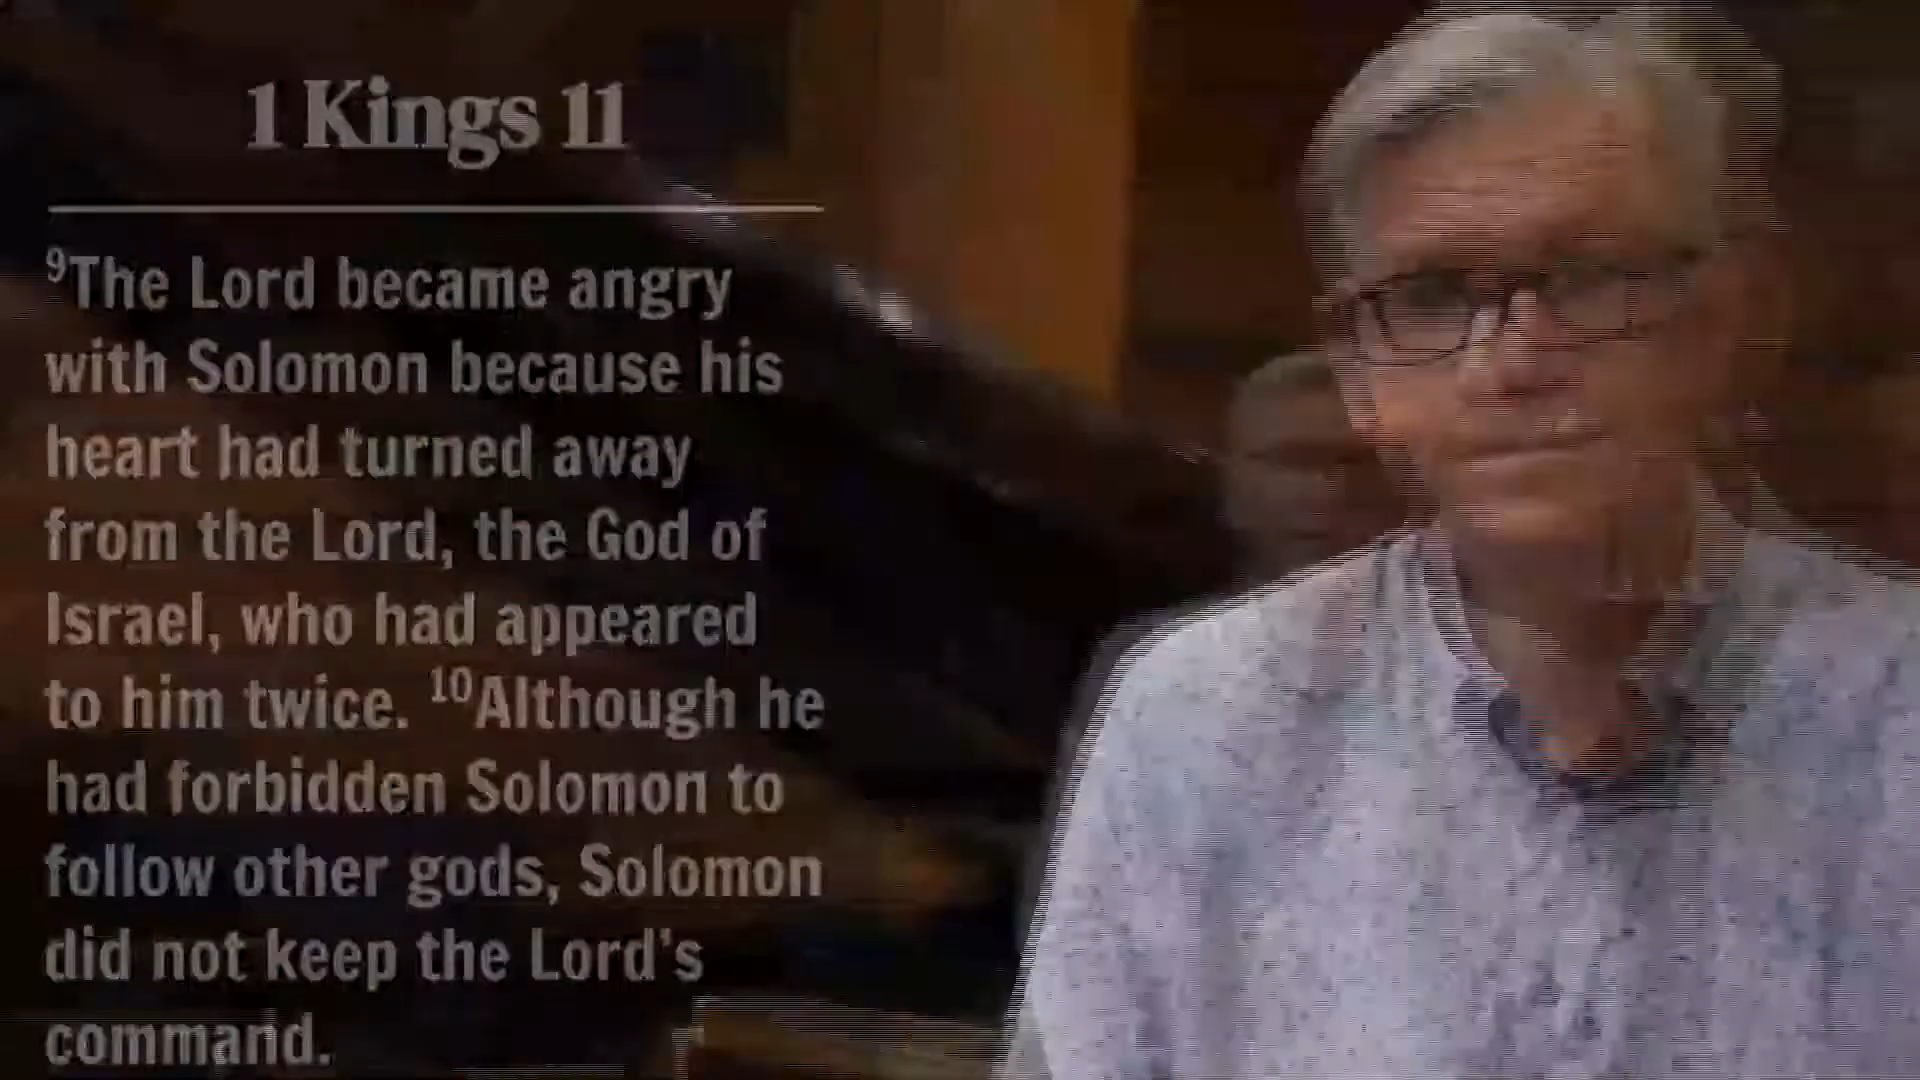 1 Kings 11
⁹The Lord became angry
with Solomon because his
heart had turned away
from the Lord, the God of
Israel, who had appeared
to him twice. ¹⁰Although he
had forbidden Solomon to
follow other gods, Solomon
did not keep the Lord’s
command.